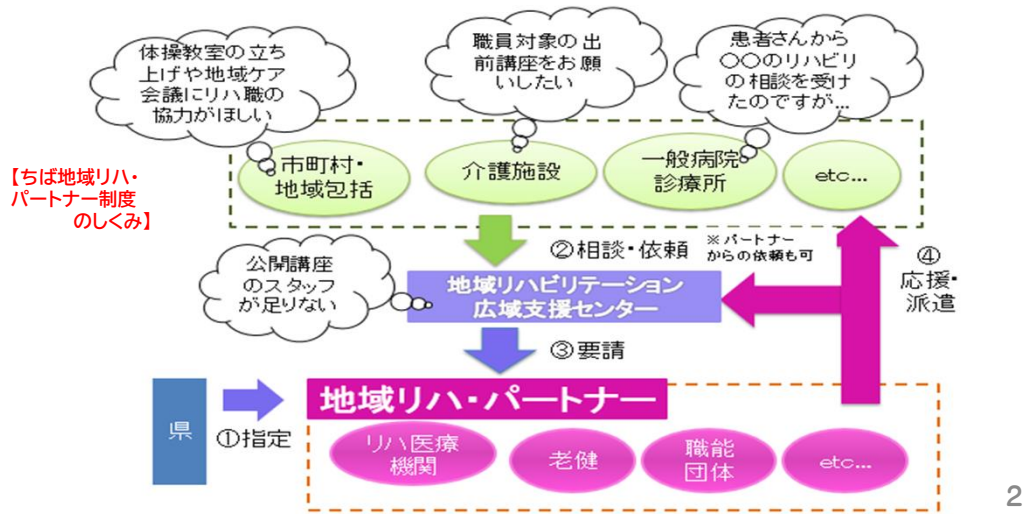 体操教室の立ち
上げや地域ケア
会議にリハ職の
協力がほしい
職員対象の出
前講座をお願
いしたい
患者さんから
〇〇のリハビリ
の相談を受け
たのですが…
【ちば地域リハ・
パートナー制度
のしくみ】
市町村・
地域包括
介護施設
一般病院・
診療所
etc…
公開講座
のスタッフ
が足りない
②相談・依頼
※パートナー
からの依頼も可
④
応援・
派遣
地域リハビリテーション
広域支援センター
③要請
県
①指定
地域リハ・パートナー
リハ医療
機関
老健
職能
団体
etc…
2